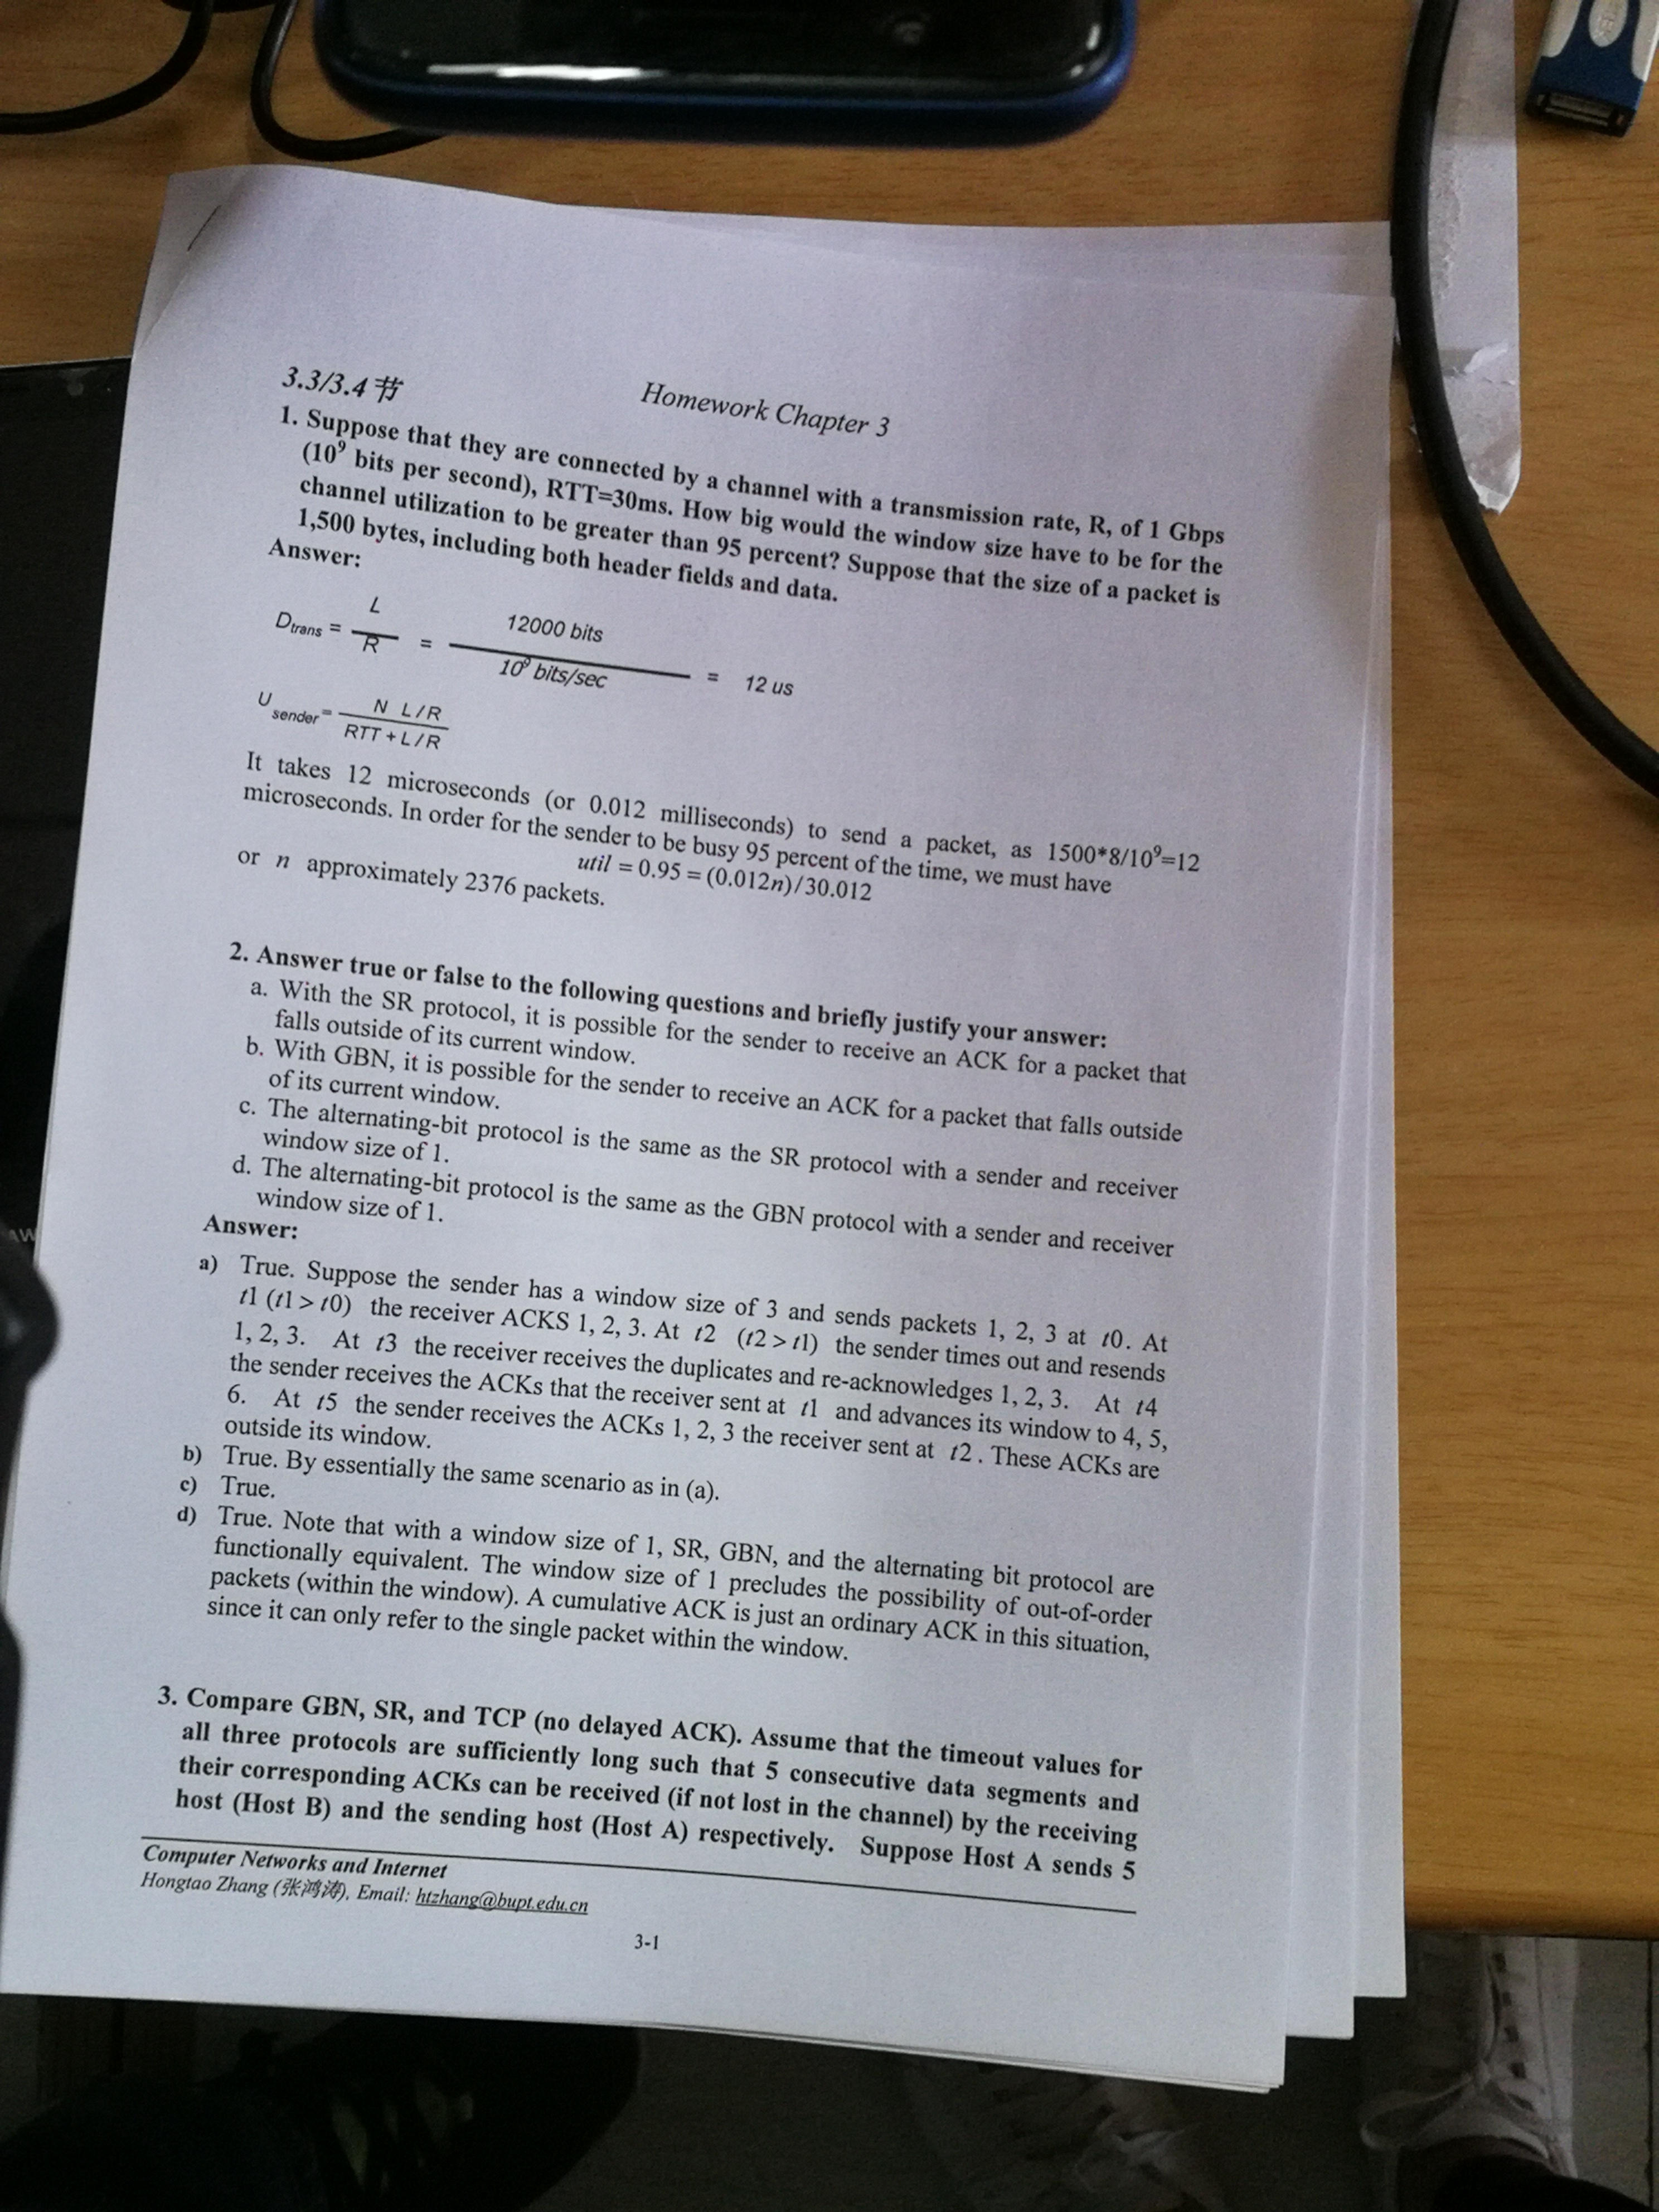 3.3/3.4 节
Homework Chapter 3
1. Suppose that they are connected by a channel with a transmission rate, R, of 1 Gbps
(10⁹ bits per second), RTT=30ms. How big would the window size have to be for the
channel utilization to be greater than 95 percent? Suppose that the size of a packet is
1,500 bytes, including both header fields and data.
Answer:
D trans = L / R = 12000 bits / 10⁹ bits/sec = 12 us
U sender = N L/R / RTT + L/R
It takes 12 microseconds (or 0.012 milliseconds) to send a packet, as 1500*8/10⁹=12
microseconds. In order for the sender to be busy 95 percent of the time, we must have
util = 0.95 = (0.012n)/30.012
or n approximately 2376 packets.
2. Answer true or false to the following questions and briefly justify your answer:
a. With the SR protocol, it is possible for the sender to receive an ACK for a packet that
falls outside of its current window.
b. With GBN, it is possible for the sender to receive an ACK for a packet that falls outside
of its current window.
c. The alternating-bit protocol is the same as the SR protocol with a sender and receiver
window size of 1.
d. The alternating-bit protocol is the same as the GBN protocol with a sender and receiver
window size of 1.
Answer:
a) True. Suppose the sender has a window size of 3 and sends packets 1, 2, 3 at t0. At
t1 (t1 > t0) the receiver ACKS 1, 2, 3. At t2 (t2 > t1) the sender times out and resends
1, 2, 3. At t3 the receiver receives the duplicates and re-acknowledges 1, 2, 3. At t4
the sender receives the ACKs that the receiver sent at t1 and advances its window to 4, 5,
6. At t5 the sender receives the ACKs 1, 2, 3 the receiver sent at t2. These ACKs are
outside its window.
b) True. By essentially the same scenario as in (a).
c) True.
d) True. Note that with a window size of 1, SR, GBN, and the alternating bit protocol are
functionally equivalent. The window size of 1 precludes the possibility of out-of-order
packets (within the window). A cumulative ACK is just an ordinary ACK in this situation,
since it can only refer to the single packet within the window.
3. Compare GBN, SR, and TCP (no delayed ACK). Assume that the timeout values for
all three protocols are sufficiently long such that 5 consecutive data segments and
their corresponding ACKs can be received (if not lost in the channel) by the receiving
host (Host B) and the sending host (Host A) respectively. Suppose Host A sends 5
Computer Networks and Internet
Hongtao Zhang (张鸿涛), Email: htzhang@bupt.edu.cn
3-1